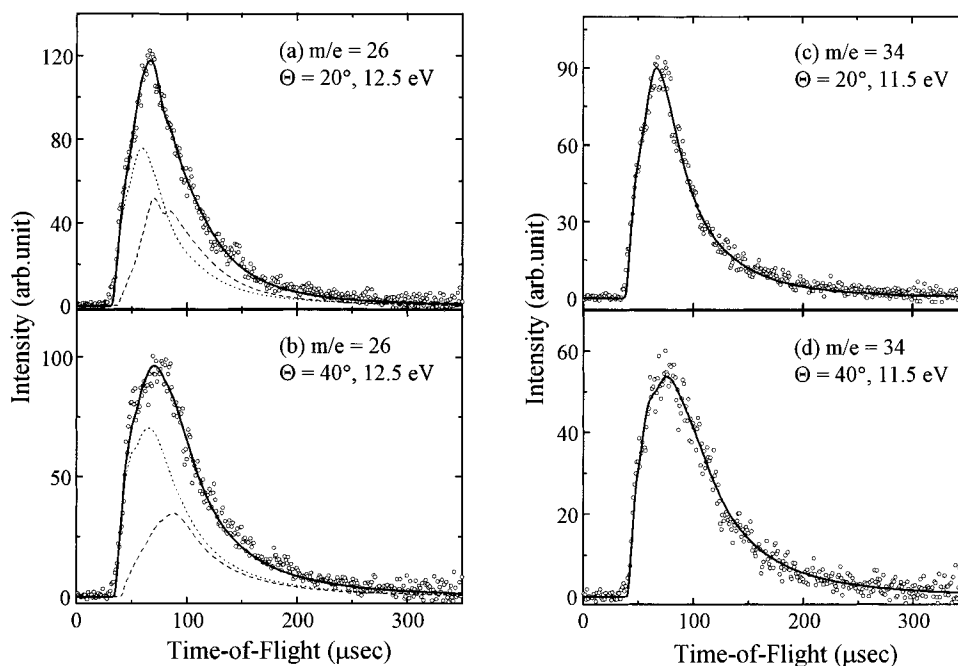 120
80
40
0
(a) m/e = 26
Θ = 20°, 12.5 eV
100
50
0
(b) m/e = 26
Θ = 40°, 12.5 eV
0 100 200 300
Time-of-Flight (μsec)
Intensity (arb.unit)
90
60
30
0
(c) m/e = 34
Θ = 20°, 11.5 eV
60
40
20
0
(d) m/e = 34
Θ = 40°, 11.5 eV
0 100 200 300
Time-of-Flight (μsec)
Intensity (arb.unit)